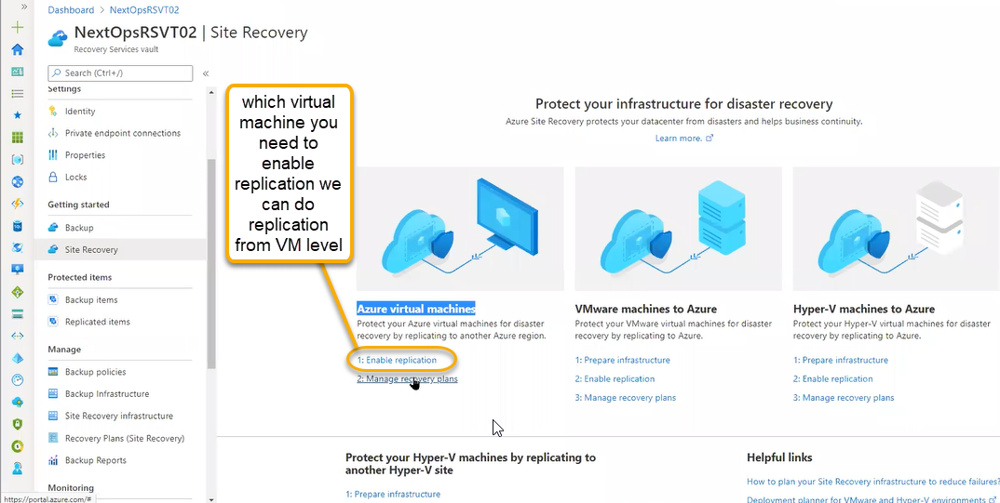 Dashboard > NextOpsRSVT02
NextOpsRSVT02 | Site Recovery
Recovery Services vault
Search (Ctrl+/)
«
»
Settings
Identity
Private endpoint connections
Properties
Locks
Getting started
Backup
Site Recovery
Protected items
Backup items
Replicated items
Manage
Backup policies
Backup Infrastructure
Site Recovery infrastructure
Recovery Plans (Site Recovery)
Backup Reports
Monitoring
https://portal.azure.com/#
which virtual
machine you
need to
enable
replication we
can do
replication
from VM level
Protect your infrastructure for disaster recovery
Azure Site Recovery protects your datacenter from disasters and helps business continuity.
Learn more.
Azure virtual machines
Protect your Azure virtual machines for disaster
recovery by replicating to another Azure region.
1: Enable replication
2: Manage recovery plans
VMware machines to Azure
Protect your VMware virtual machines for disaster
recovery by replicating to Azure.
1: Prepare infrastructure
2: Enable replication
3: Manage recovery plans
Hyper-V machines to Azure
Protect your Hyper-V virtual machines for disaster
recovery by replicating to Azure.
1: Prepare infrastructure
2: Enable replication
3: Manage recovery plans
Protect your Hyper-V machines by replicating to
another Hyper-V site
1: Prepare infrastructure
Helpful links
How to plan your Site Recovery infrastructure to reduce failures?
Deployment planner for VMware and Hyper-V environments